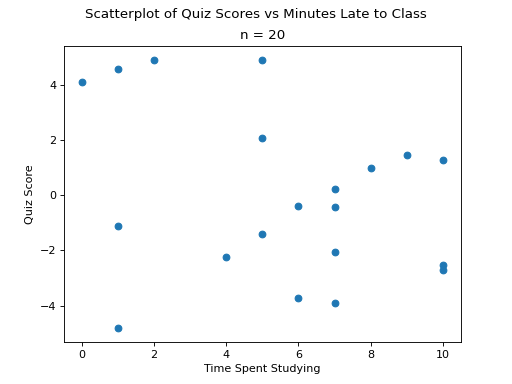 Scatterplot of Quiz Scores vs Minutes Late to Class
n = 20
4
2
0
−2
−4
Quiz Score
0 2 4 6 8 10
Time Spent Studying